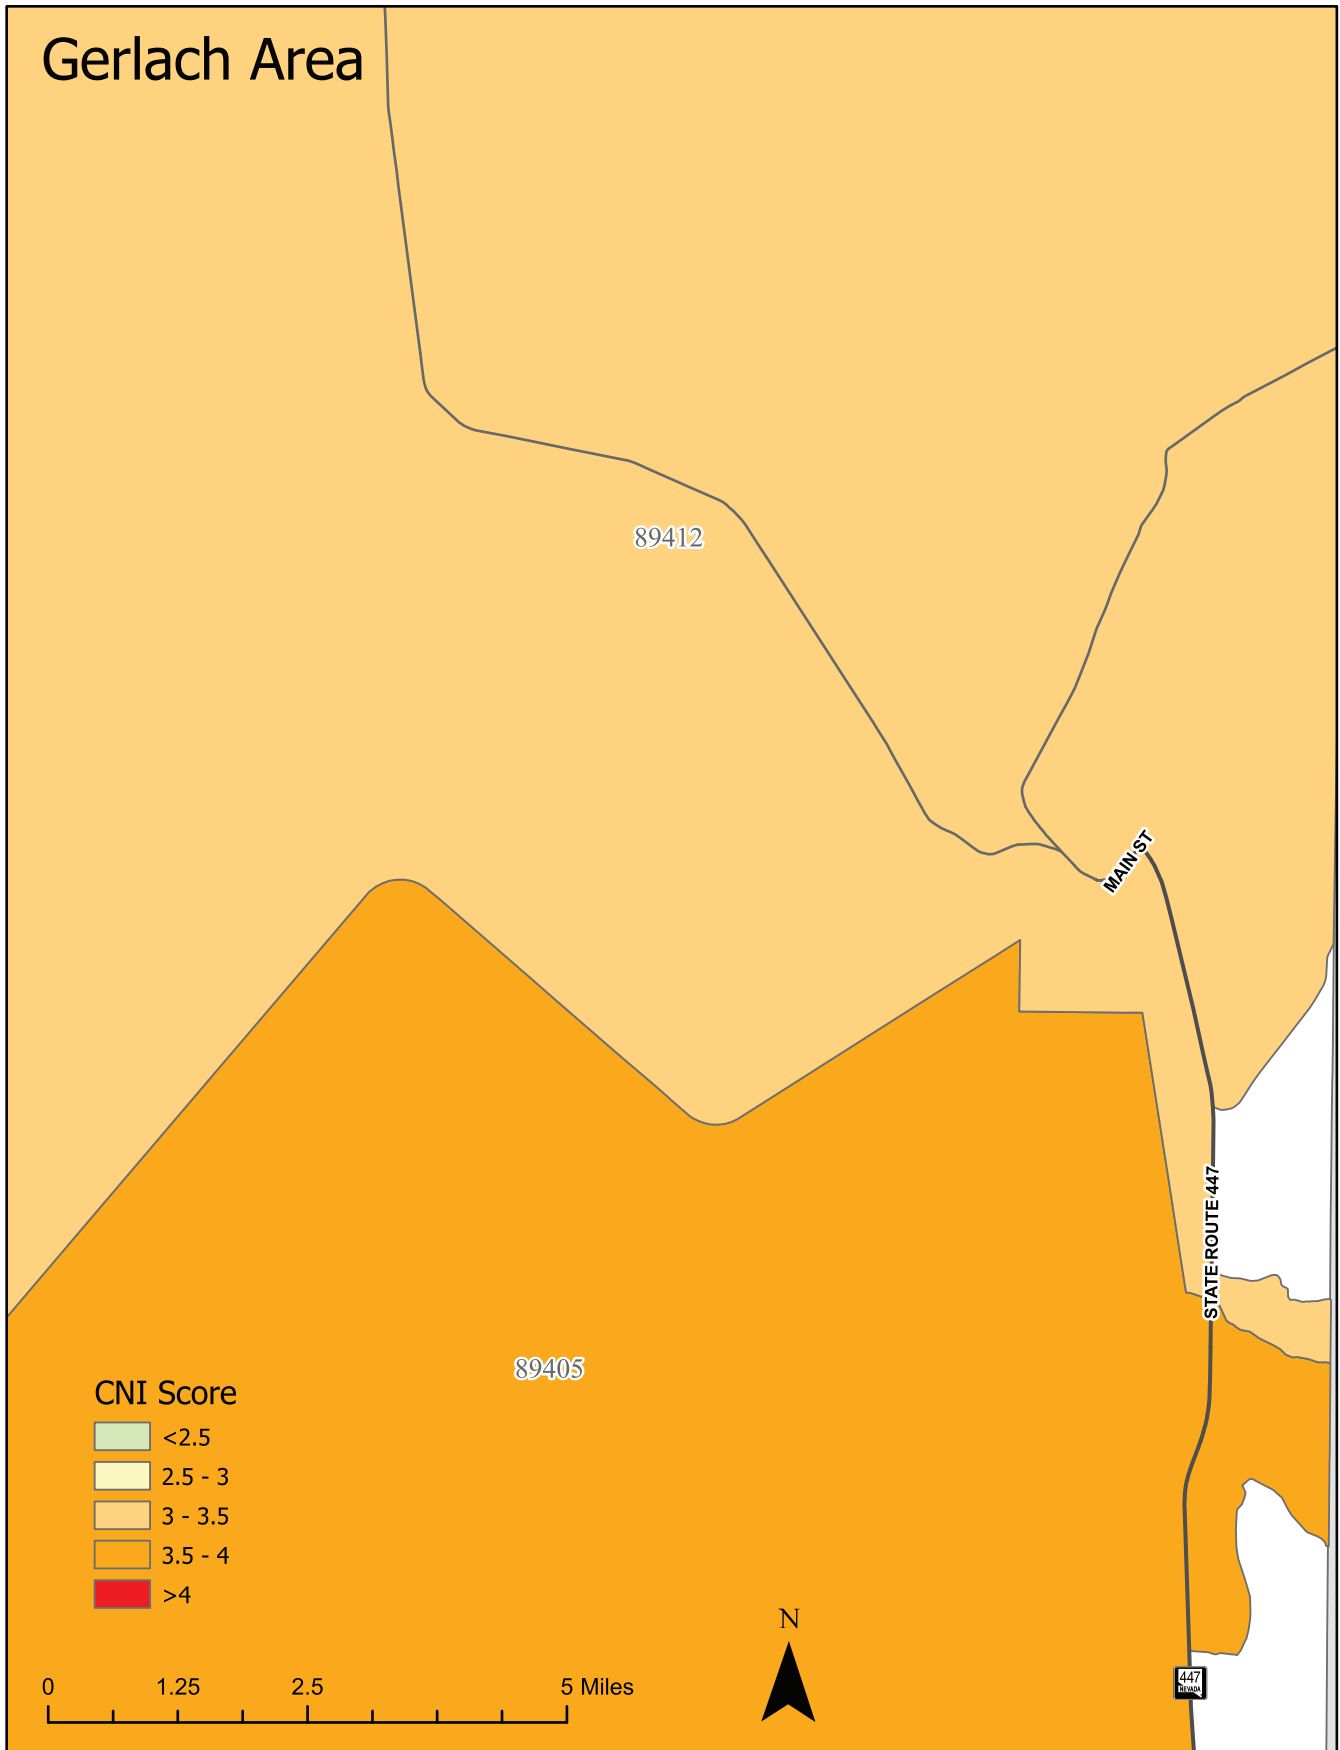 Gerlach Area
89412
MAIN ST
STATE ROUTE 447
89405
CNI Score
<2.5
2.5 - 3
3 - 3.5
3.5 - 4
>4
N
0 1.25 2.5 5 Miles
447
NEVADA